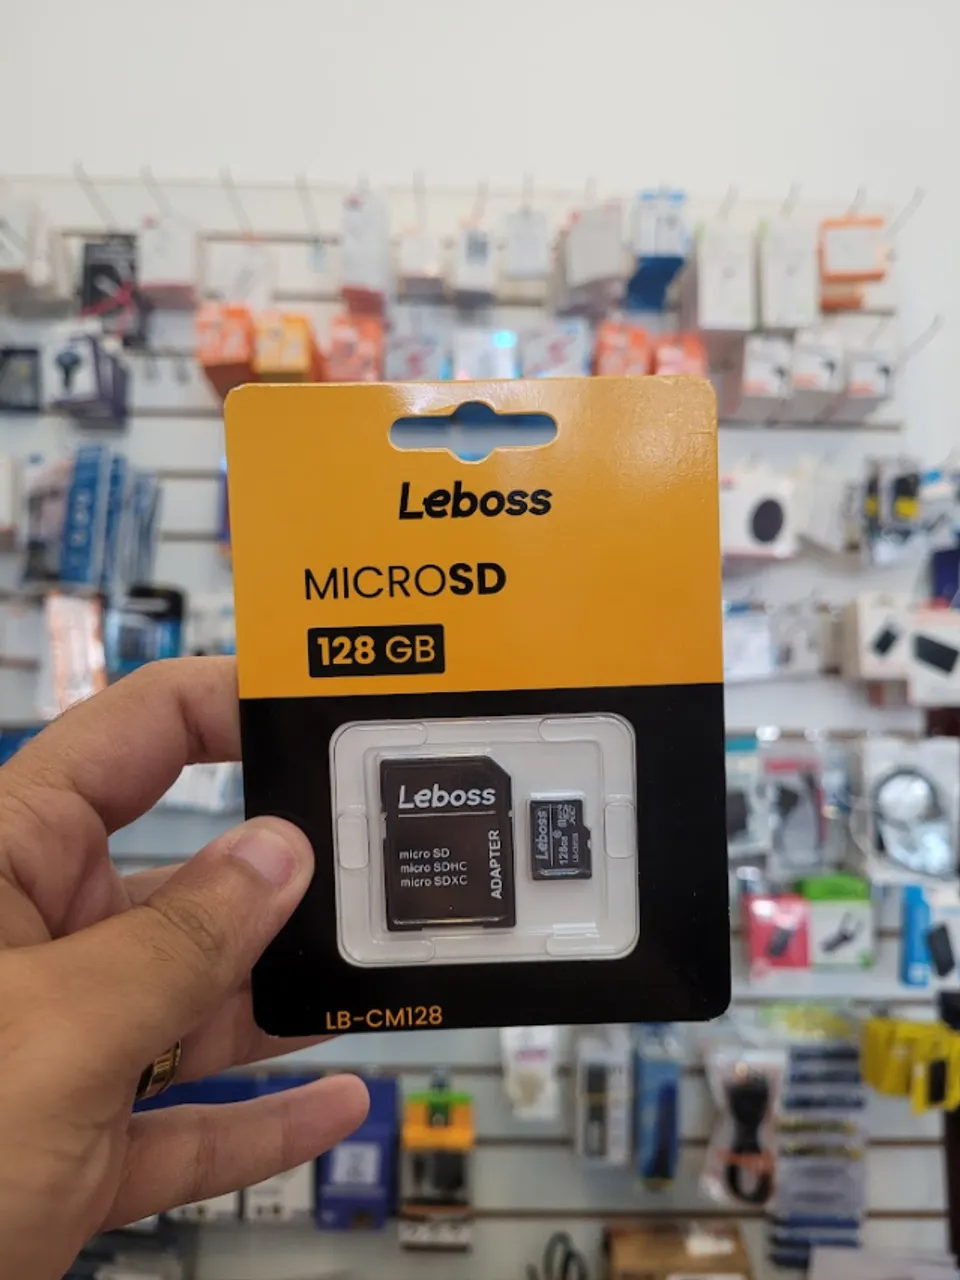 Leboss
MICROSD
128 GB
Leboss
micro SD
micro SDHC
micro SDXC
ADAPTER
Leboss
128GB
LB-CM128